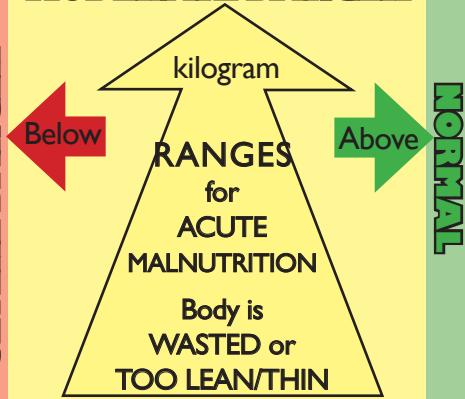 kilogram
Below
Above
NORMAL
RANGES
for
ACUTE
MALNUTRITION
Body is
WASTED or
TOO LEAN/THIN